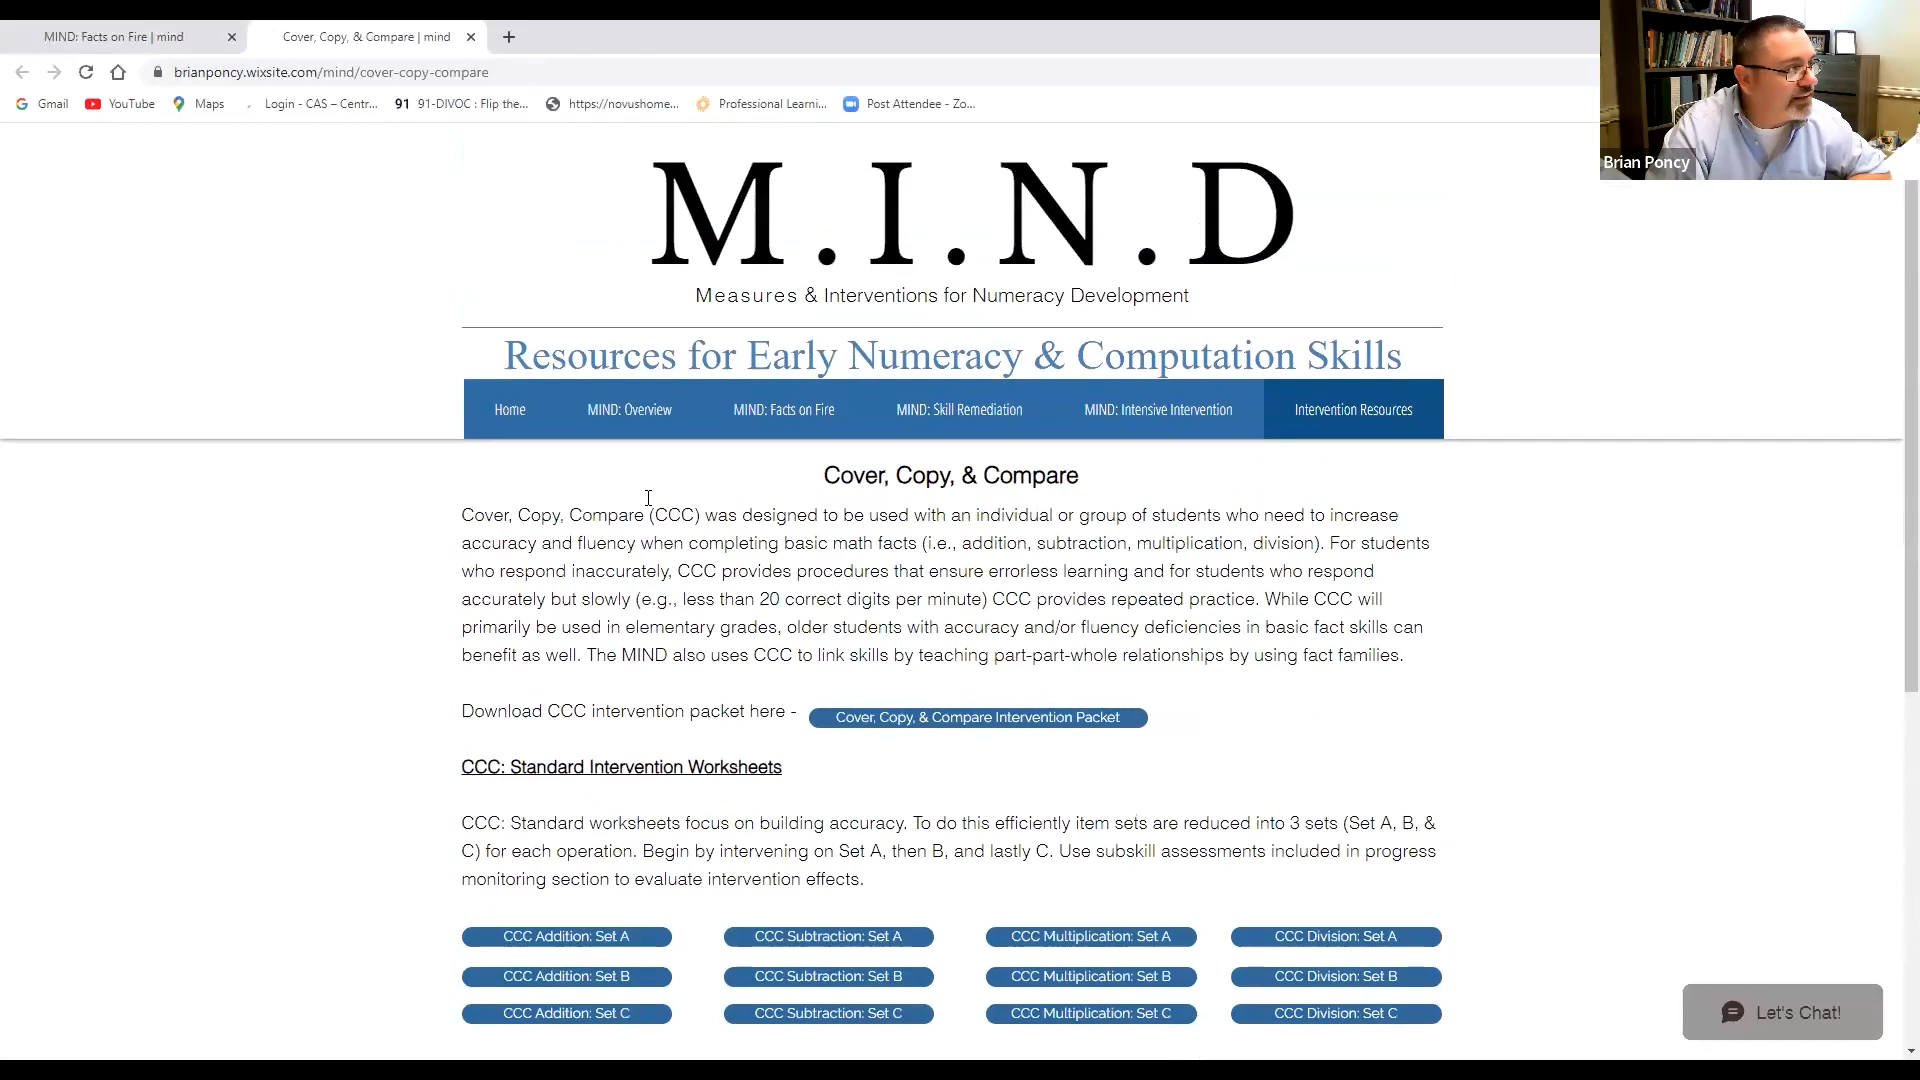 MIND: Facts on Fire | mind
Cover, Copy, & Compare | mind
brianponcy.wixsite.com/mind/cover-copy-compare
Gmail
YouTube
Maps
Login - CAS – Centr...
91 91-DIVOC : Flip the...
https://novushome...
Professional Learni...
Post Attendee - Zo...
Brian Poncy
M.I.N.D
Measures & Interventions for Numeracy Development
Resources for Early Numeracy & Computation Skills
Home
MIND: Overview
MIND: Facts on Fire
MIND: Skill Remediation
MIND: Intensive Intervention
Intervention Resources
Cover, Copy, & Compare
Cover, Copy, Compare (CCC) was designed to be used with an individual or group of students who need to increase
accuracy and fluency when completing basic math facts (i.e., addition, subtraction, multiplication, division). For students
who respond inaccurately, CCC provides procedures that ensure errorless learning and for students who respond
accurately but slowly (e.g., less than 20 correct digits per minute) CCC provides repeated practice. While CCC will
primarily be used in elementary grades, older students with accuracy and/or fluency deficiencies in basic fact skills can
benefit as well. The MIND also uses CCC to link skills by teaching part-part-whole relationships by using fact families.
Download CCC intervention packet here -
Cover, Copy, & Compare Intervention Packet
CCC: Standard Intervention Worksheets
CCC: Standard worksheets focus on building accuracy. To do this efficiently item sets are reduced into 3 sets (Set A, B, &
C) for each operation. Begin by intervening on Set A, then B, and lastly C. Use subskill assessments included in progress
monitoring section to evaluate intervention effects.
CCC Addition: Set A
CCC Subtraction: Set A
CCC Multiplication: Set A
CCC Division: Set A
CCC Addition: Set B
CCC Subtraction: Set B
CCC Multiplication: Set B
CCC Division: Set B
CCC Addition: Set C
CCC Subtraction: Set C
CCC Multiplication: Set C
CCC Division: Set C
Let's Chat!